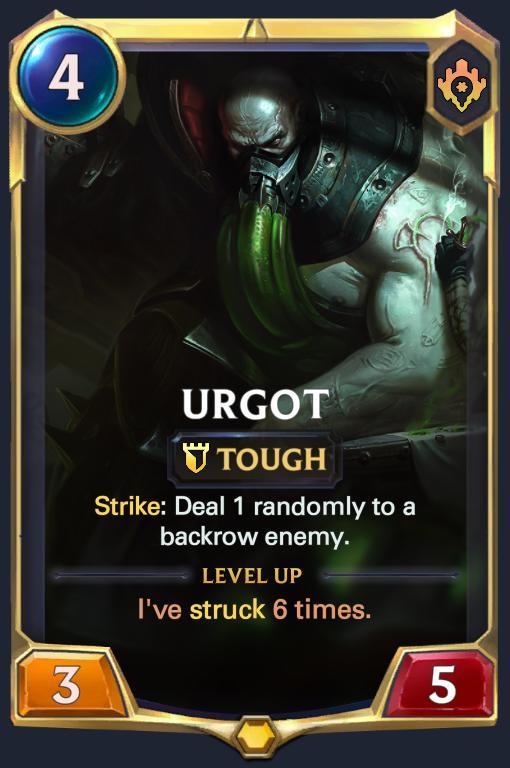 4
URGOT
TOUGH
Strike: Deal 1 randomly to a
backrow enemy.
LEVEL UP
I've struck 6 times.
3
5